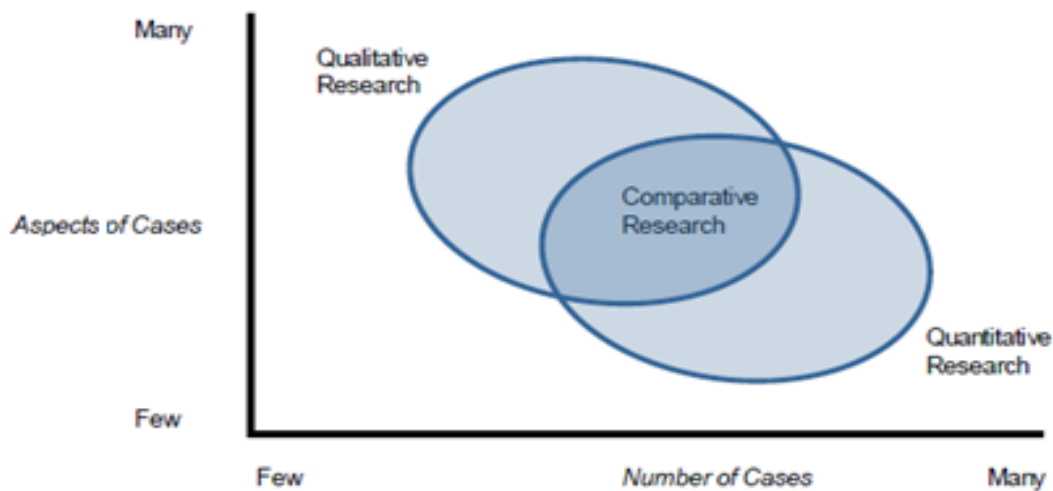 Many
Qualitative
Research
Comparative
Research
Aspects of Cases
Quantitative
Research
Few
Few
Number of Cases
Many